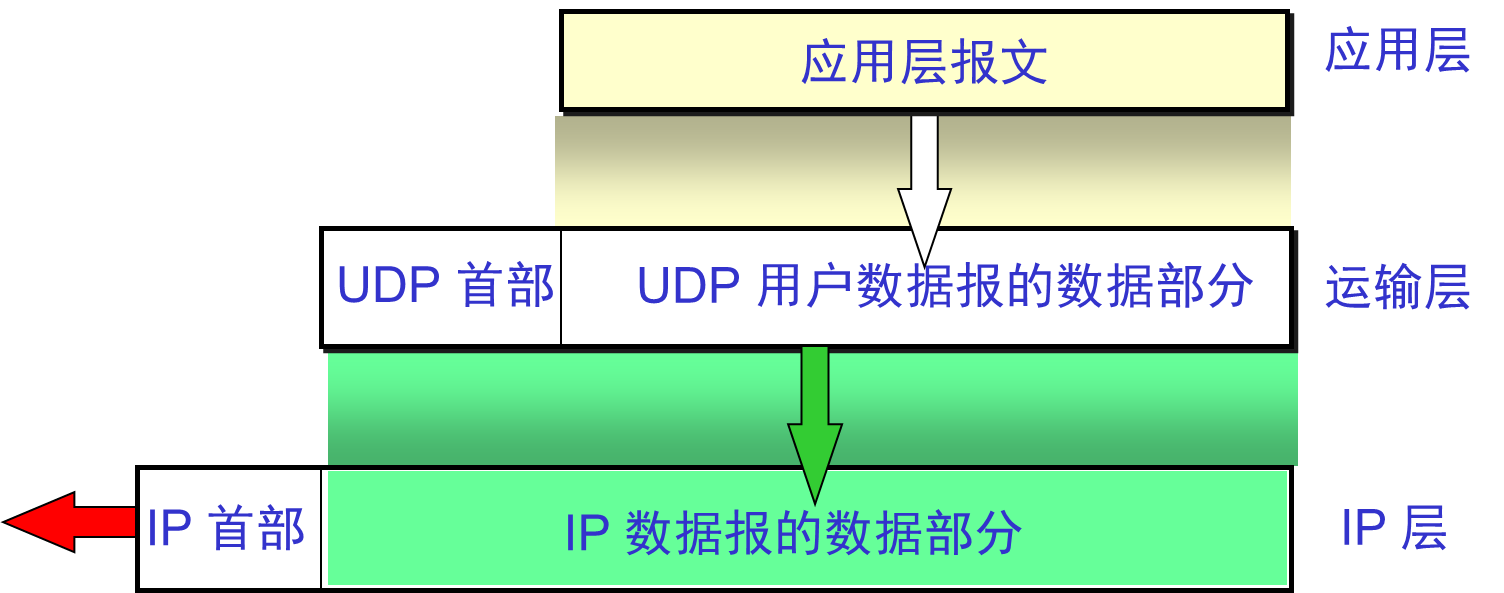 应用层报文
应用层
UDP 首部
UDP 用户数据报的数据部分
运输层
IP 首部
IP 数据报的数据部分
IP 层